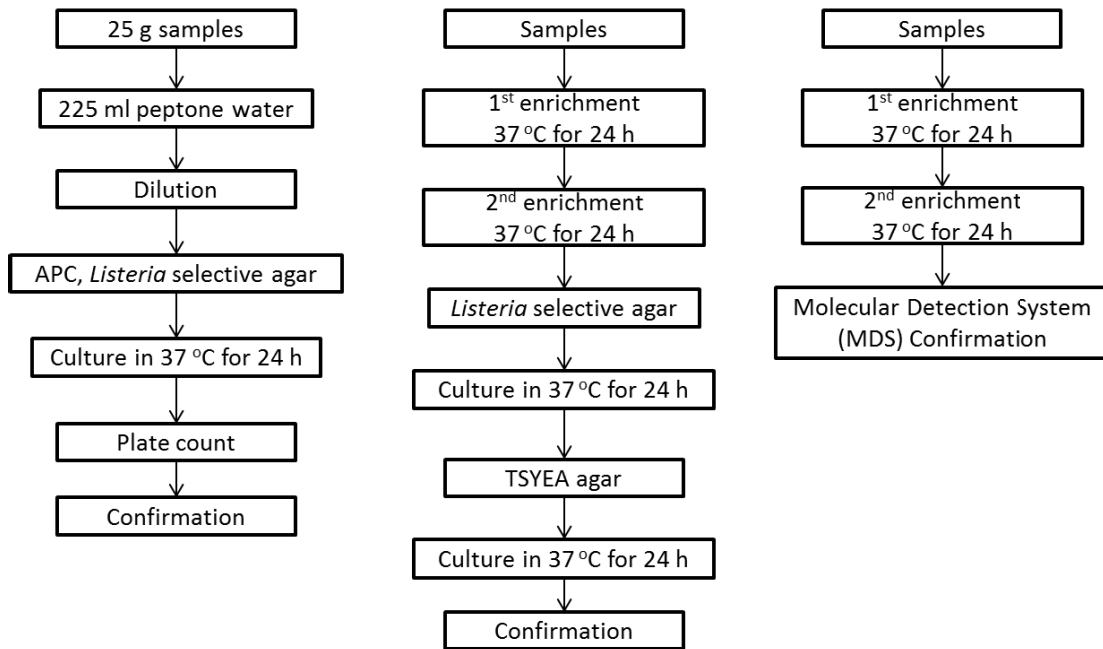 25 g samples
225 ml peptone water
Dilution
APC, Listeria selective agar
Culture in 37 °C for 24 h
Plate count
Confirmation
Samples
1st enrichment
37 °C for 24 h
2nd enrichment
37 °C for 24 h
Listeria selective agar
Culture in 37 °C for 24 h
TSYEA agar
Culture in 37 °C for 24 h
Confirmation
Samples
1st enrichment
37 °C for 24 h
2nd enrichment
37 °C for 24 h
Molecular Detection System
(MDS) Confirmation